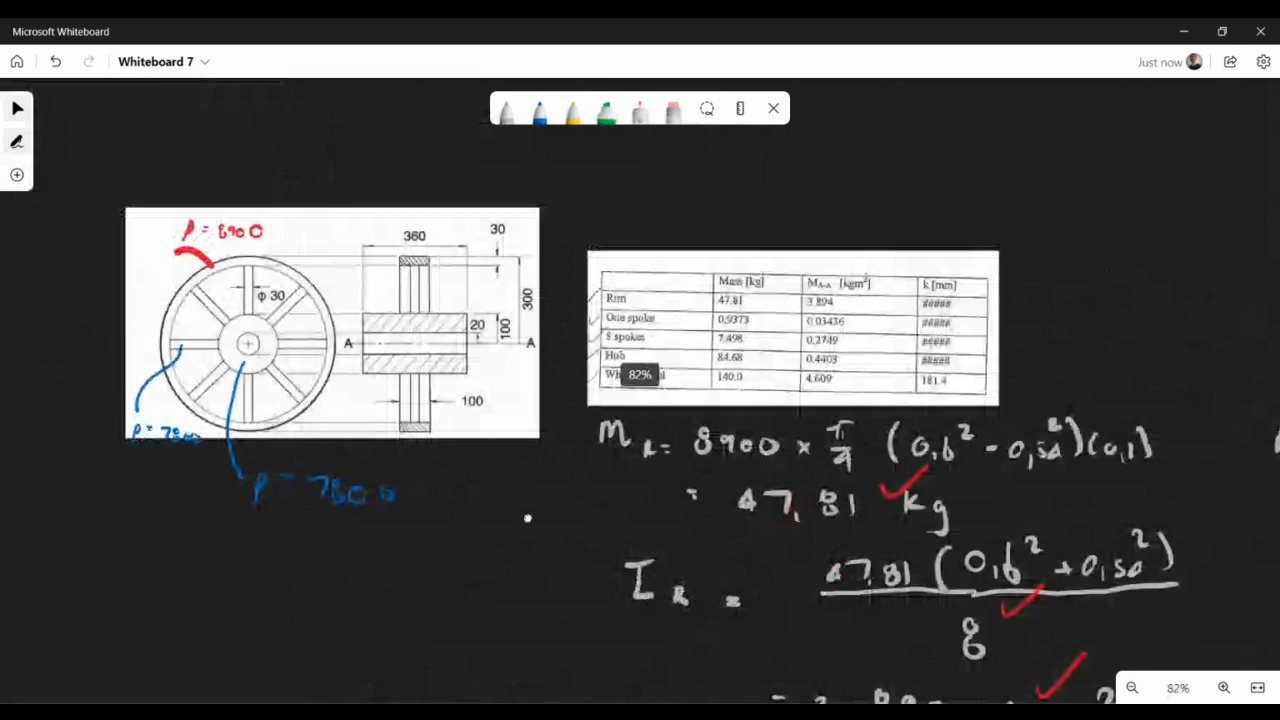 Microsoft Whiteboard
Whiteboard 7
Just now
ρ = 8900
360
30
ϕ 30
300
20
100
A
A
100
ρ = 7800
ρ = 7800
Mass [kg] M_A-A [kgm²] k [mm]
Rim 47.81 3.894 #####
One spoke 0.9373 0.03436 #####
8 spokes 7.498 0.2749 #####
Hub 84.68 0.4403 #####
140.0 4.609 181.4
82%
= 8900 × π/4 (0,6² - 0,54²)(0,1)
= 47,81 kg
I_R = 47,81 (0,6² + 0,54²)
8
82%